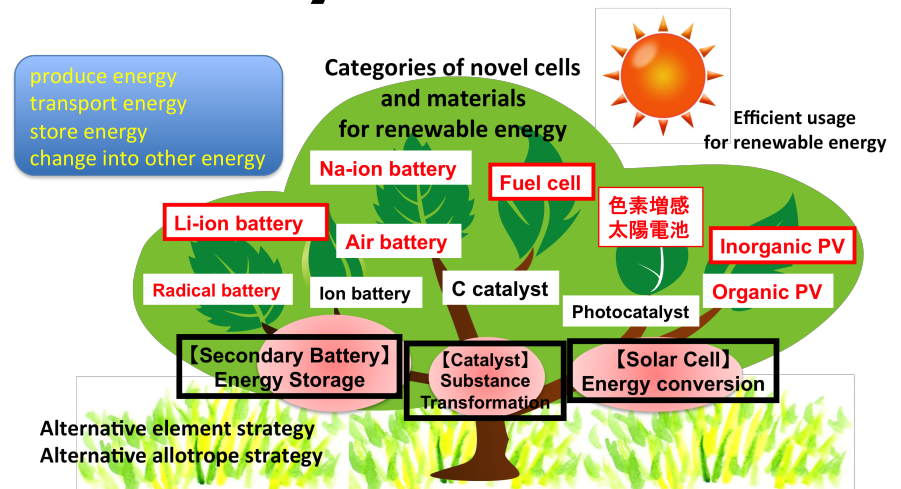 produce energy
transport energy
store energy
change into other energy
Categories of novel cells
and materials
for renewable energy
Efficient usage
for renewable energy
Na-ion battery
Fuel cell
色素増感
太陽電池
Li-ion battery
Air battery
Inorganic PV
Radical battery
Ion battery
C catalyst
Organic PV
Photocatalyst
【Secondary Battery】
Energy Storage
【Catalyst】
Substance
Transformation
【Solar Cell】
Energy conversion
Alternative element strategy
Alternative allotrope strategy